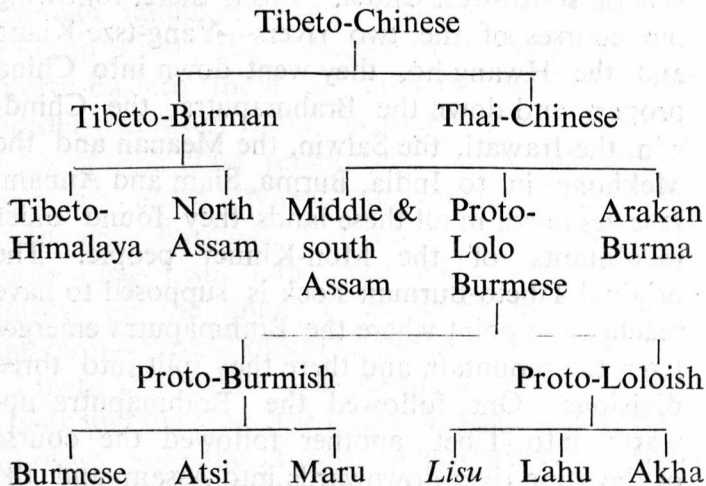 Tibeto-Chinese
Tibeto-Burman Thai-Chinese
Tibeto- North Middle & Proto- Arakan
Himalaya Assam south Lolo Burma
Assam Burmese
Proto-Burmish Proto-Loloish
Burmese Atsi Maru Lisu Lahu Akha